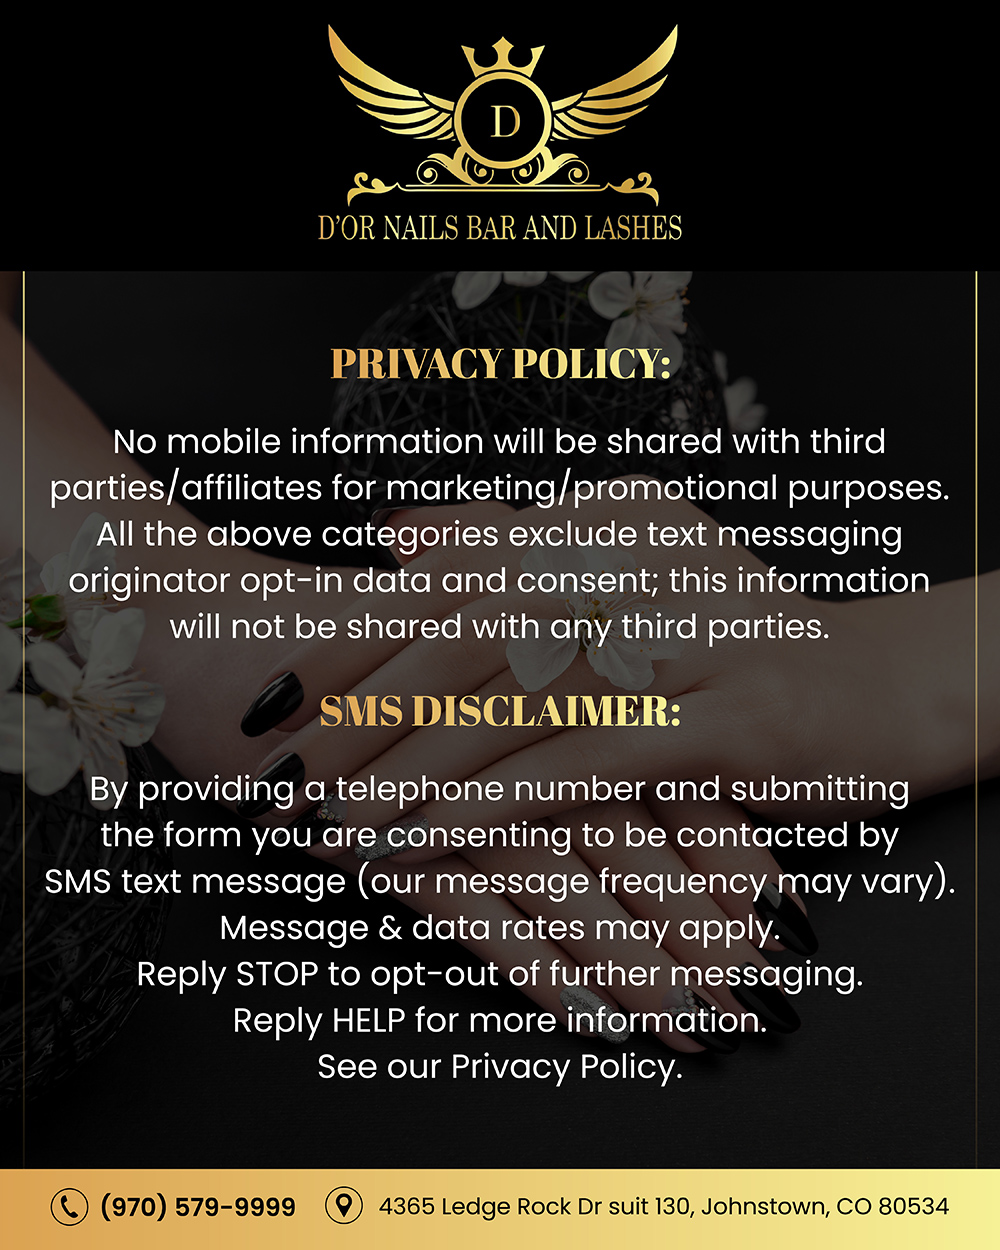 D
D'OR NAILS BAR AND LASHES
PRIVACY POLICY:
No mobile information will be shared with third
parties/affiliates for marketing/promotional purposes.
All the above categories exclude text messaging
originator opt-in data and consent; this information
will not be shared with any third parties.
SMS DISCLAIMER:
By providing a telephone number and submitting
the form you are consenting to be contacted by
SMS text message (our message frequency may vary).
Message & data rates may apply.
Reply STOP to opt-out of further messaging.
Reply HELP for more information.
See our Privacy Policy.
(970) 579-9999
4365 Ledge Rock Dr suit 130, Johnstown, CO 80534